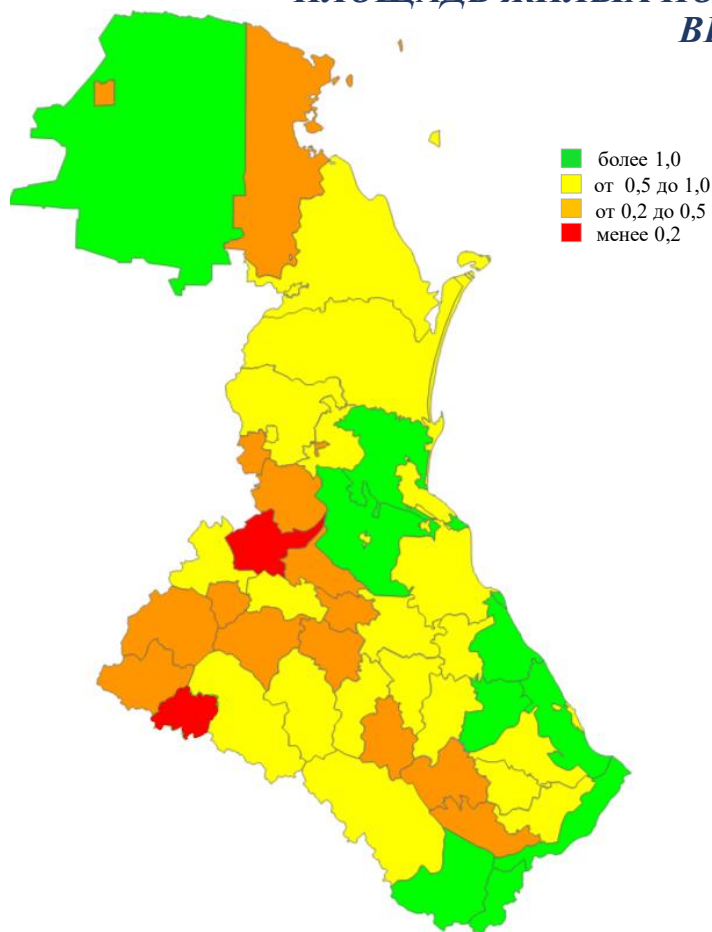 более 1,0
от 0,5 до 1,0
от 0,2 до 0,5
менее 0,2